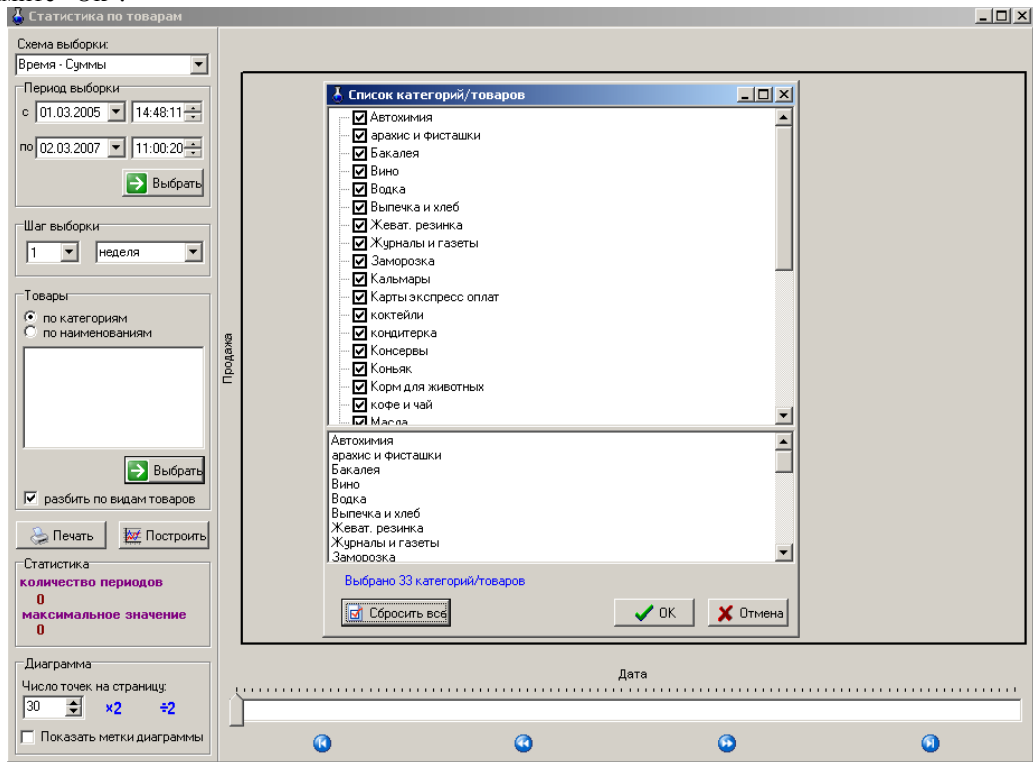 Статистика по товарам
Схема выборки:
Время - Суммы
Период выборки
с 01.03.2005 14:48:11
по 02.03.2007 11:00:20
Выбрать
Шаг выборки
1 неделя
Товары
по категориям
по наименованиям
Выбрать
разбить по видам товаров
Печать Построить
Статистика
количество периодов
0
максимальное значение
0
Диаграмма
Число точек на страницу:
30 ×2 ÷2
Показать метки диаграммы
Продажа
Список категорий/товаров
Автохимия
арахис и фисташки
Бакалея
Вино
Водка
Выпечка и хлеб
Жеват. резинка
Журналы и газеты
Заморозка
Кальмары
Карты экспресс оплат
коктейли
кондитерка
Консервы
Коньяк
Корм для животных
кофе и чай
Масла
Автохимия
арахис и фисташки
Бакалея
Вино
Водка
Выпечка и хлеб
Жеват. резинка
Журналы и газеты
Заморозка
Выбрано 33 категорий/товаров
Сбросить все OK Отмена
Дата